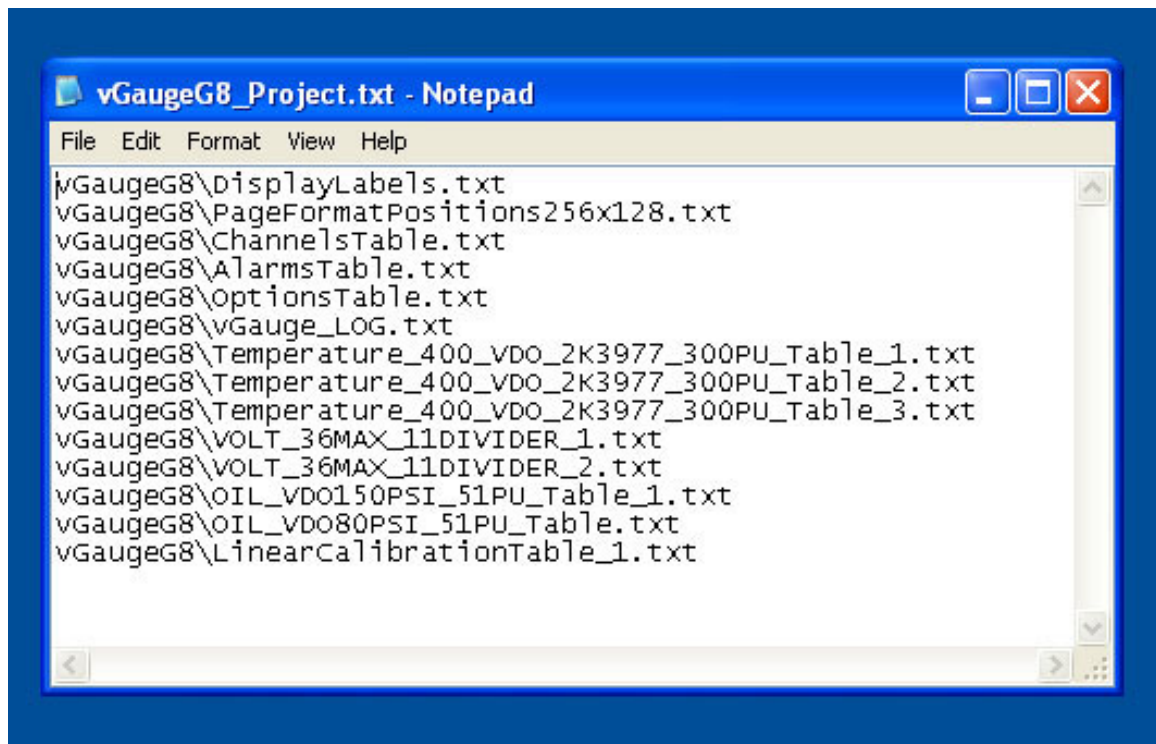 vGaugeG8_Project.txt - Notepad
File Edit Format View Help
vGaugeG8\DisplayLabels.txt
vGaugeG8\PageFormatPositions256x128.txt
vGaugeG8\ChannelsTable.txt
vGaugeG8\AlarmsTable.txt
vGaugeG8\OptionsTable.txt
vGaugeG8\vGauge_LOG.txt
vGaugeG8\Temperature_400_VDO_2K3977_300PU_Table_1.txt
vGaugeG8\Temperature_400_VDO_2K3977_300PU_Table_2.txt
vGaugeG8\Temperature_400_VDO_2K3977_300PU_Table_3.txt
vGaugeG8\VOLT_36MAX_11DIVIDER_1.txt
vGaugeG8\VOLT_36MAX_11DIVIDER_2.txt
vGaugeG8\OIL_VDO150PSI_51PU_Table_1.txt
vGaugeG8\OIL_VDO80PSI_51PU_Table.txt
vGaugeG8\LinearCalibrationTable_1.txt